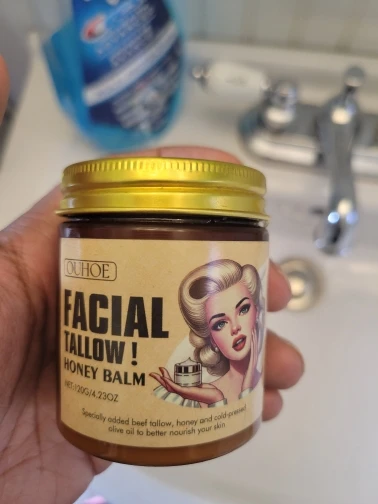 OUHOE
FACIAL
TALLOW !
HONEY BALM
NET:120G/4.23OZ
Specially added beef tallow, honey and cold-pressed
olive oil to better nourish your skin